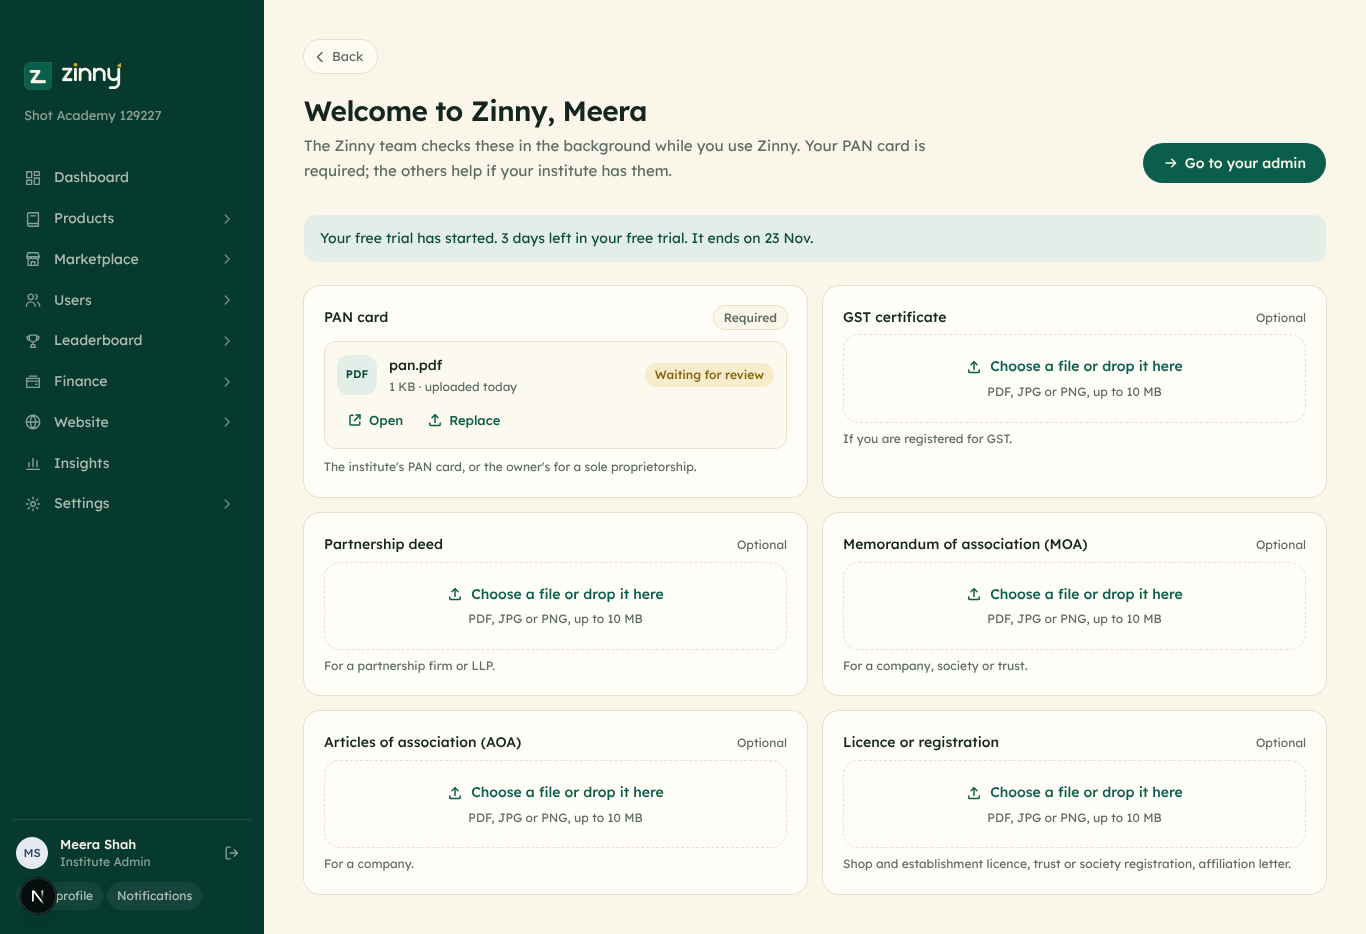 zinny
Shot Academy 129227
Dashboard
Products
Marketplace
Users
Leaderboard
Finance
Website
Insights
Settings
MS
Meera Shah
Institute Admin
N
profile
Notifications
Back
Welcome to Zinny, Meera
The Zinny team checks these in the background while you use Zinny. Your PAN card is
required; the others help if your institute has them.
Go to your admin
Your free trial has started. 3 days left in your free trial. It ends on 23 Nov.
PAN card
Required
PDF
pan.pdf
1 KB · uploaded today
Waiting for review
Open
Replace
The institute's PAN card, or the owner's for a sole proprietorship.
GST certificate
Optional
Choose a file or drop it here
PDF, JPG or PNG, up to 10 MB
If you are registered for GST.
Partnership deed
Optional
Choose a file or drop it here
PDF, JPG or PNG, up to 10 MB
For a partnership firm or LLP.
Memorandum of association (MOA)
Optional
Choose a file or drop it here
PDF, JPG or PNG, up to 10 MB
For a company, society or trust.
Articles of association (AOA)
Optional
Choose a file or drop it here
PDF, JPG or PNG, up to 10 MB
For a company.
Licence or registration
Optional
Choose a file or drop it here
PDF, JPG or PNG, up to 10 MB
Shop and establishment licence, trust or society registration, affiliation letter.